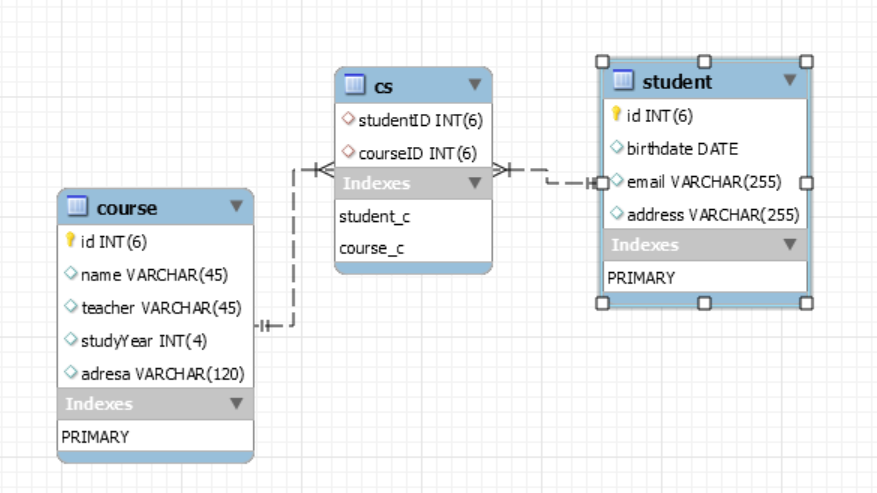 course
id INT(6)
name VARCHAR(45)
teacher VARCHAR(45)
studyYear INT(4)
adresa VARCHAR(120)
Indexes
PRIMARY
cs
studentID INT(6)
courseID INT(6)
Indexes
student_c
course_c
student
id INT(6)
birthdate DATE
email VARCHAR(255)
address VARCHAR(255)
Indexes
PRIMARY